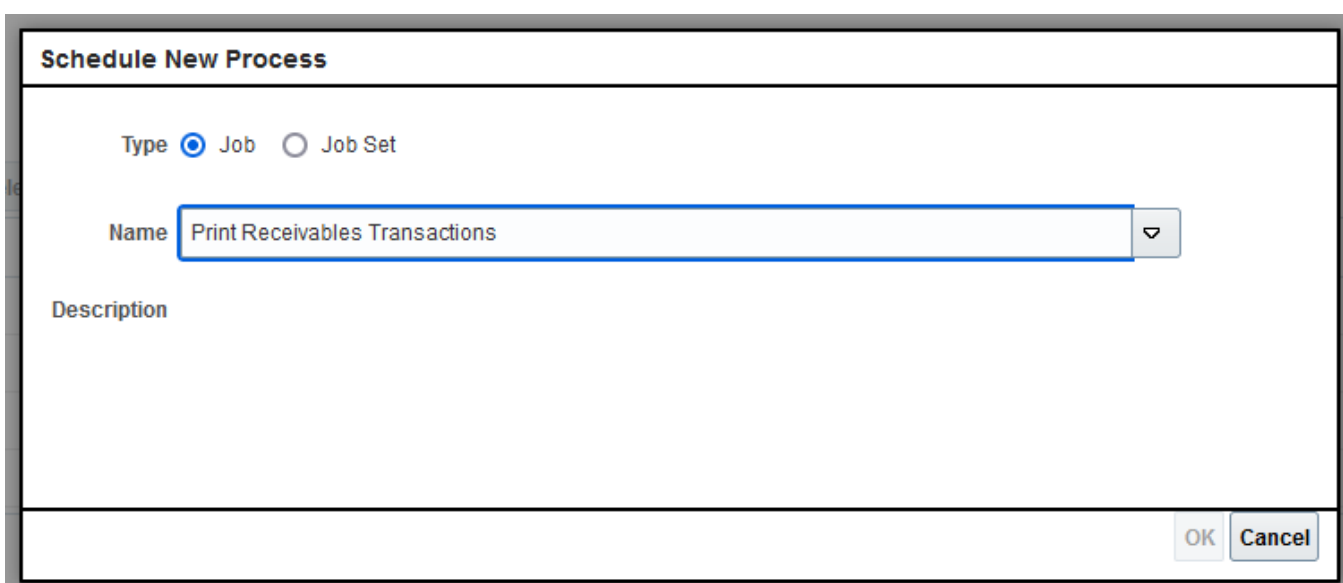 Schedule New Process
Type Job Job Set
Name Print Receivables Transactions
Description
OK Cancel